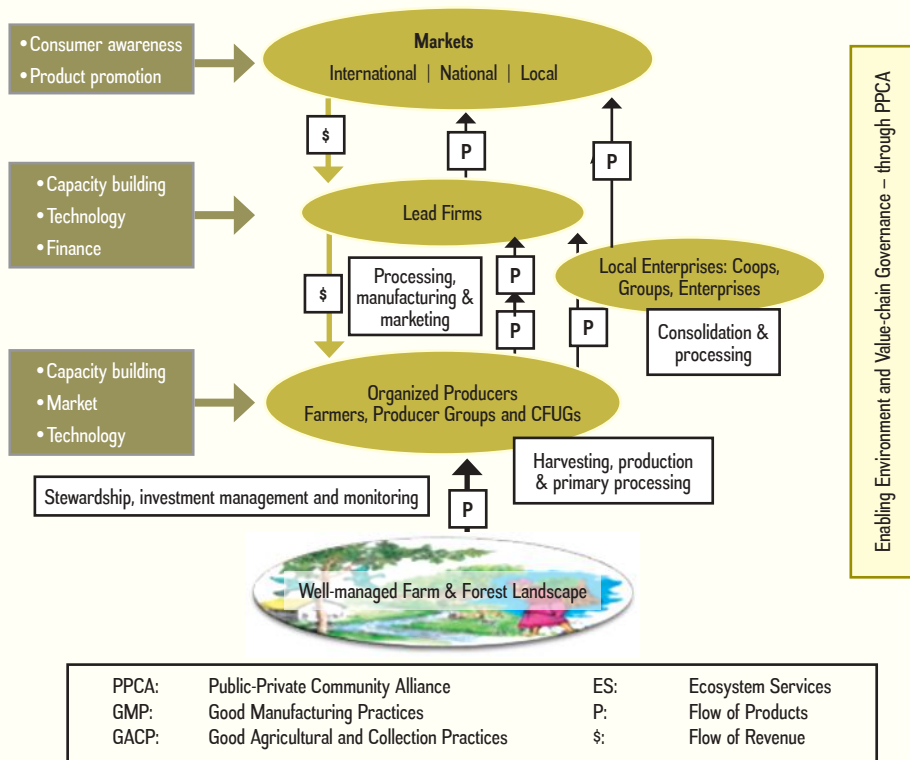 • Consumer awareness
• Product promotion
Markets
International | National | Local
$
P
P
• Capacity building
• Technology
• Finance
Lead Firms
$
Processing,
manufacturing &
marketing
P
P
P
Local Enterprises: Coops,
Groups, Enterprises
Consolidation &
processing
• Capacity building
• Market
• Technology
Organized Producers
Farmers, Producer Groups and CFUGs
Harvesting, production
& primary processing
Stewardship, investment management and monitoring
P
Well-managed Farm & Forest Landscape
Enabling Environment and Value-chain Governance – through PPCA
PPCA: Public-Private Community Alliance ES: Ecosystem Services
GMP: Good Manufacturing Practices P: Flow of Products
GACP: Good Agricultural and Collection Practices $: Flow of Revenue